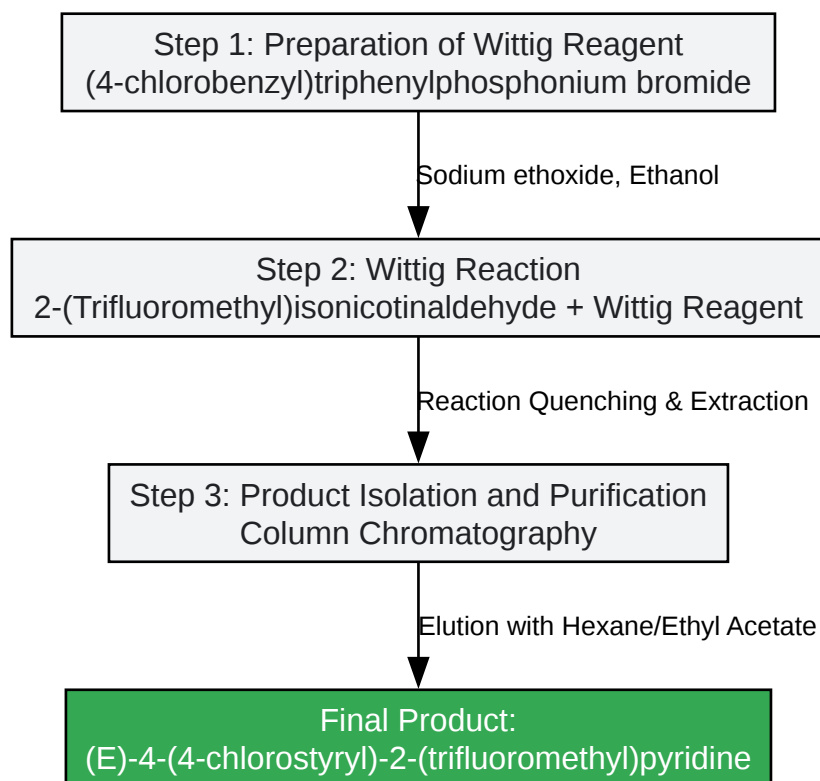 Step 1: Preparation of Wittig Reagent
(4-chlorobenzyl)triphenylphosphonium bromide
Sodium ethoxide, Ethanol
Step 2: Wittig Reaction
2-(Trifluoromethyl)isonicotinaldehyde + Wittig Reagent
Reaction Quenching & Extraction
Step 3: Product Isolation and Purification
Column Chromatography
Elution with Hexane/Ethyl Acetate
Final Product:
(E)-4-(4-chlorostyryl)-2-(trifluoromethyl)pyridine